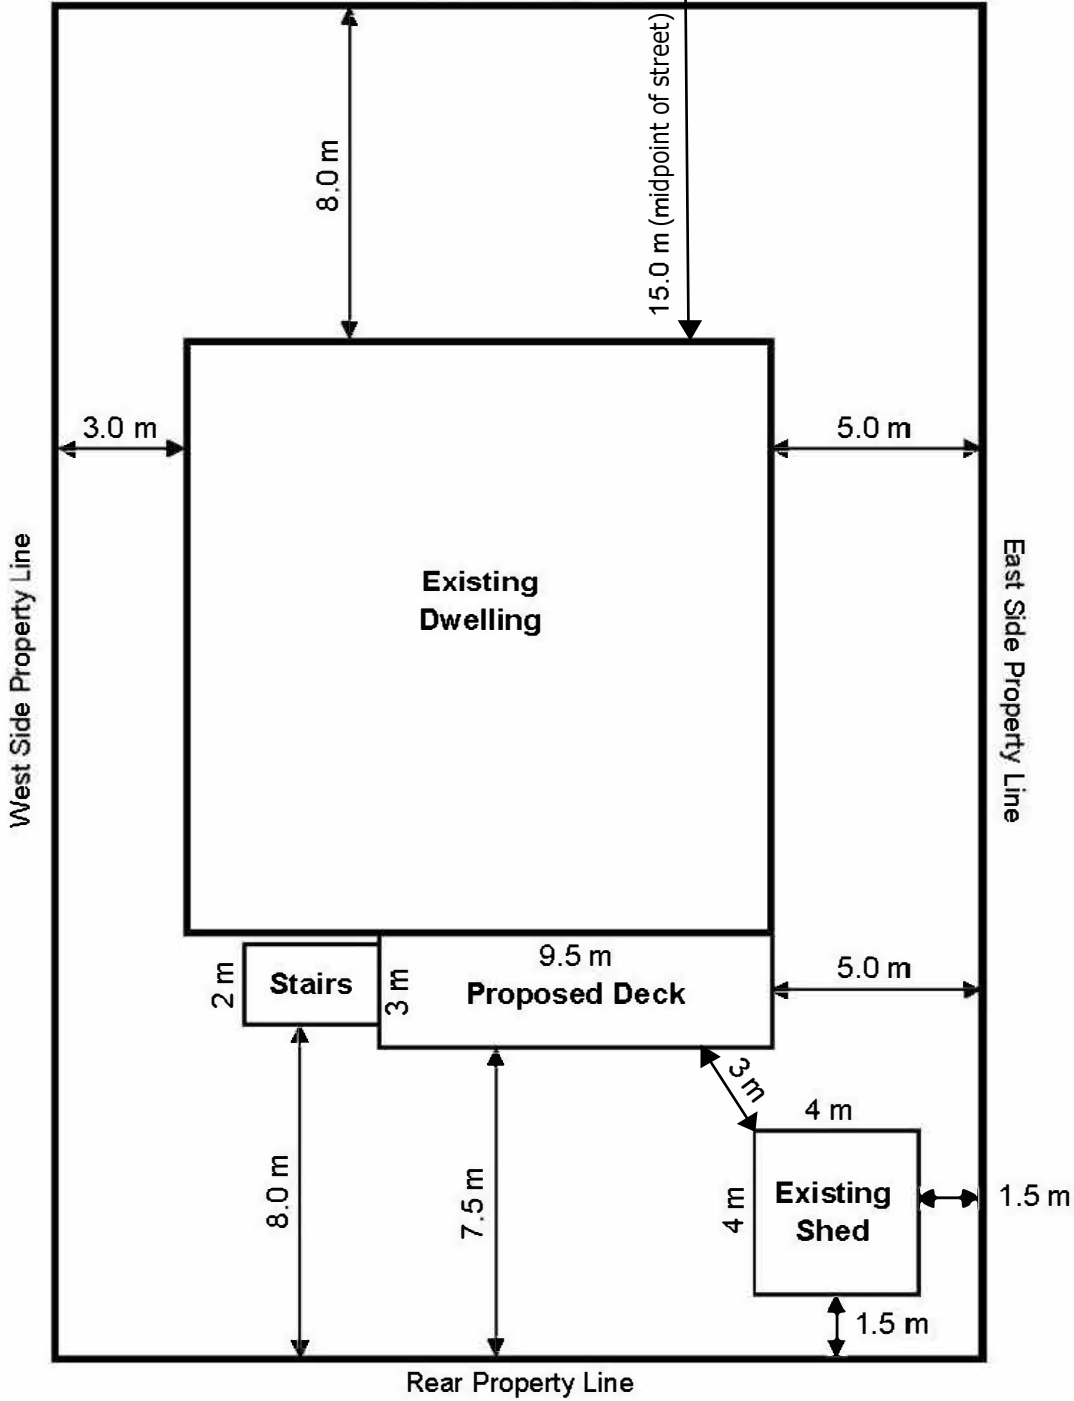 8.0 m
15.0 m (midpoint of street)
3.0 m
5.0 m
West Side Property Line
Existing
Dwelling
East Side Property Line
2 m
Stairs
3 m
9.5 m
Proposed Deck
5.0 m
3 m
4 m
8.0 m
7.5 m
4 m
Existing
Shed
1.5 m
1.5 m
Rear Property Line